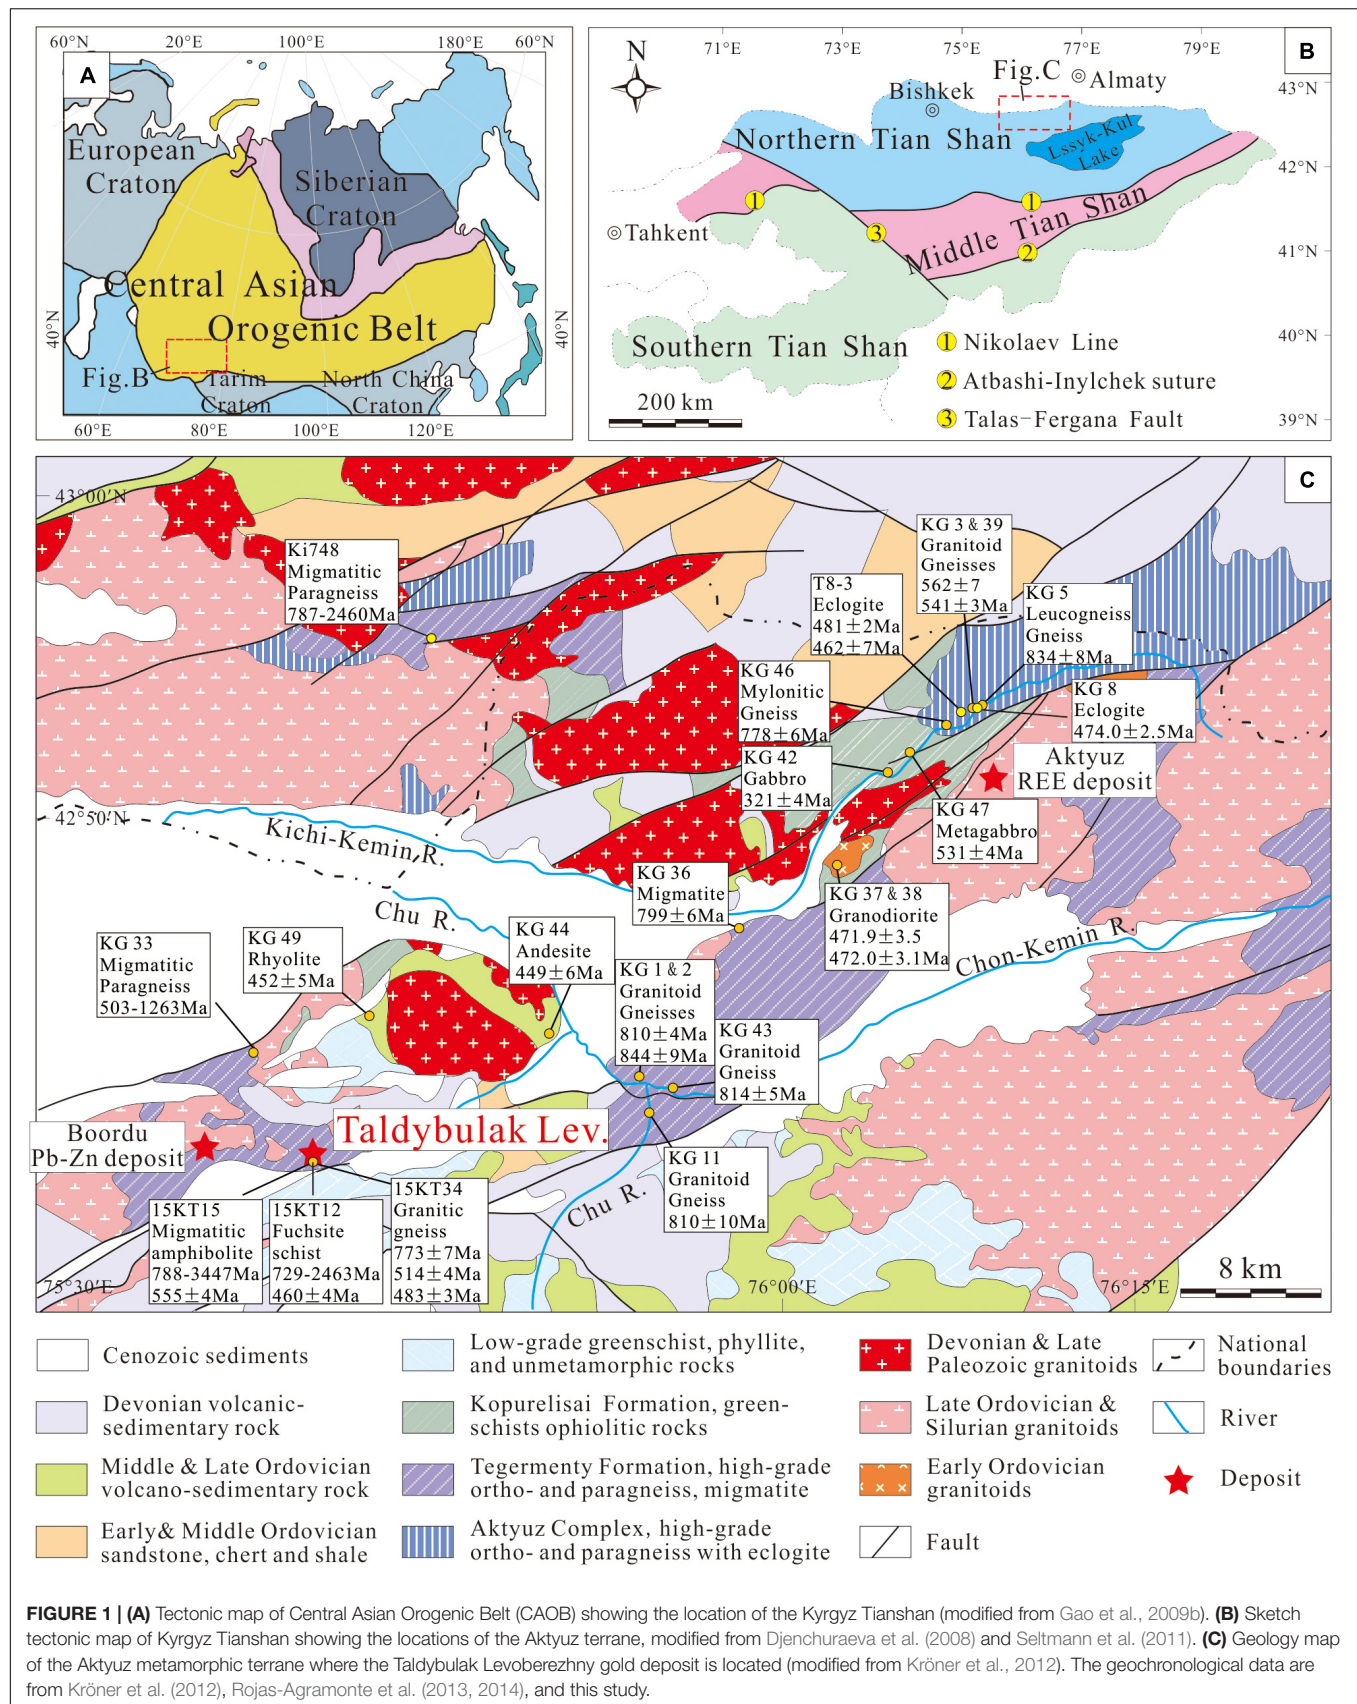 60°N
20°E
100°E
180°E
60°N
A
European
Craton
Siberian
Craton
Central Asian
Orogenic Belt
40°N
40°N
Fig.B
Tarim
Craton
North China
Craton
60°E
80°E
100°E
120°E
B
N
71°E
73°E
75°E
77°E
79°E
Fig.C
Almaty
Bishkek
43°N
Northern Tian Shan
Lssyk-Kul
Lake
42°N
1
1
Middle Tian Shan
Tahkent
3
2
41°N
Southern Tian Shan
40°N
1 Nikolaev Line
2 Atbashi-Inylchek suture
3 Talas-Fergana Fault
200 km
39°N
C
43°00′N
Ki748
Migmatitic
Paragneiss
787-2460Ma
KG 3 & 39
Granitoid
Gneisses
562±7
541±3Ma
T8-3
Eclogite
481±2Ma
462±7Ma
KG 5
Leucogneiss
Gneiss
834±8Ma
KG 46
Mylonitic
Gneiss
778±6Ma
KG 8
Eclogite
474.0±2.5Ma
KG 42
Gabbro
321±4Ma
Aktyuz
REE deposit
KG 47
Metagabbro
531±4Ma
42°50′N
Kichi-Kemin R.
KG 36
Migmatite
799±6Ma
KG 37 & 38
Granodiorite
471.9±3.5
472.0±3.1Ma
Chu R.
Chon-Kemin R.
KG 33
Migmatitic
Paragneiss
503-1263Ma
KG 49
Rhyolite
452±5Ma
KG 44
Andesite
449±6Ma
KG 1 & 2
Granitoid
Gneisses
810±4Ma
844±9Ma
KG 43
Granitoid
Gneiss
814±5Ma
Boordu
Pb-Zn deposit
Taldybulak Lev.
KG 11
Granitoid
Gneiss
810±10Ma
Chu R.
15KT15
Migmatitic
amphibolite
788-3447Ma
555±4Ma
15KT12
Fuchsite
schist
729-2463Ma
460±4Ma
15KT34
Granitic
gneiss
773±7Ma
514±4Ma
483±3Ma
75°30′E
76°00′E
76°15′E
8 km
Cenozoic sediments
Devonian volcanic-
sedimentary rock
Middle & Late Ordovician
volcano-sedimentary rock
Early& Middle Ordovician
sandstone, chert and shale
Low-grade greenschist, phyllite,
and unmetamorphic rocks
Kopurelisai Formation, green-
schists ophiolitic rocks
Tegermenty Formation, high-grade
ortho- and paragneiss, migmatite
Aktyuz Complex, high-grade
ortho- and paragneiss with eclogite
Devonian & Late
Paleozoic granitoids
Late Ordovician &
Silurian granitoids
Early Ordovician
granitoids
Fault
National
boundaries
River
Deposit
FIGURE 1 | (A) Tectonic map of Central Asian Orogenic Belt (CAOB) showing the location of the Kyrgyz Tianshan (modified from Gao et al., 2009b). (B) Sketch
tectonic map of Kyrgyz Tianshan showing the locations of the Aktyuz terrane, modified from Djenchuraeva et al. (2008) and Seltmann et al. (2011). (C) Geology map
of the Aktyuz metamorphic terrane where the Taldybulak Levoberezhny gold deposit is located (modified from Kröner et al., 2012). The geochronological data are
from Kröner et al. (2012), Rojas-Agramonte et al. (2013, 2014), and this study.